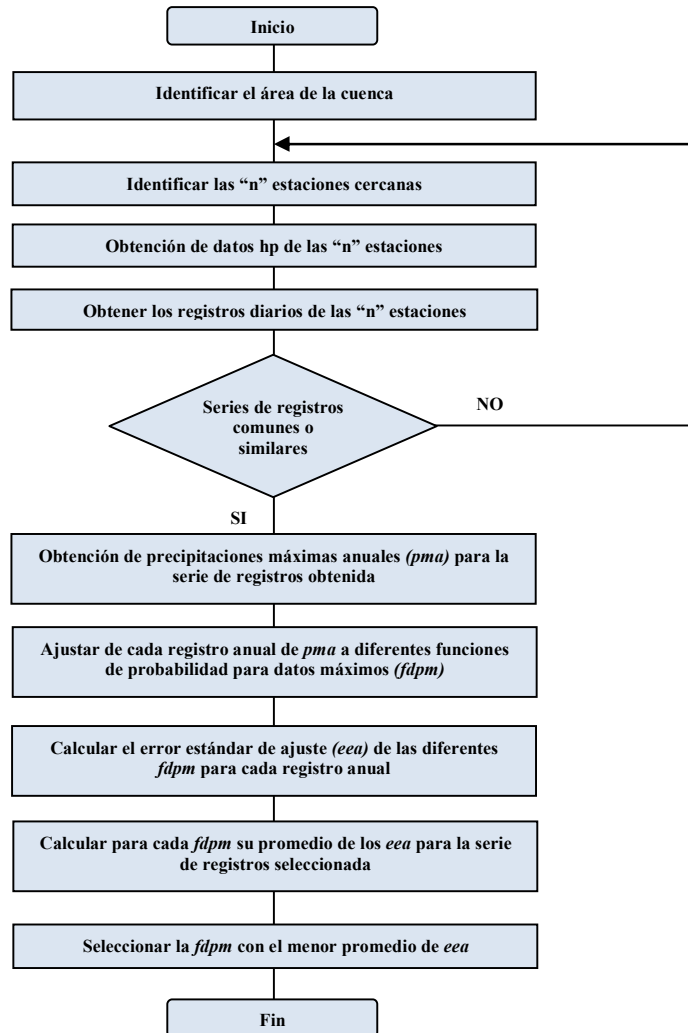 Inicio
Identificar el área de la cuenca
Identificar las “n” estaciones cercanas
Obtención de datos hp de las “n” estaciones
Obtener los registros diarios de las “n” estaciones
Series de registros
comunes o
similares
NO
SI
Obtención de precipitaciones máximas anuales (pma) para la
serie de registros obtenida
Ajustar de cada registro anual de pma a diferentes funciones
de probabilidad para datos máximos (fdpm)
Calcular el error estándar de ajuste (eea) de las diferentes
fdpm para cada registro anual
Calcular para cada fdpm su promedio de los eea para la serie
de registros seleccionada
Seleccionar la fdpm con el menor promedio de eea
Fin